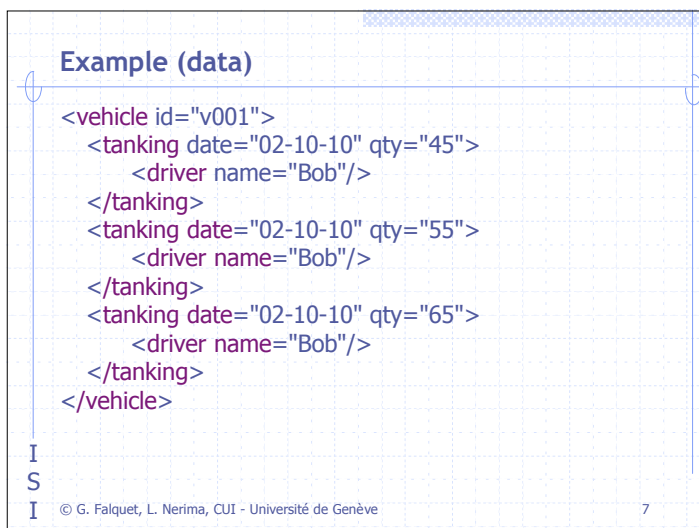 Example (data)
<vehicle id="v001">
<tanking date="02-10-10" qty="45">
<driver name="Bob"/>
</tanking>
<tanking date="02-10-10" qty="55">
<driver name="Bob"/>
</tanking>
<tanking date="02-10-10" qty="65">
<driver name="Bob"/>
</tanking>
</vehicle>
I
S
I
© G. Falquet, L. Nerima, CUI - Université de Genève
7